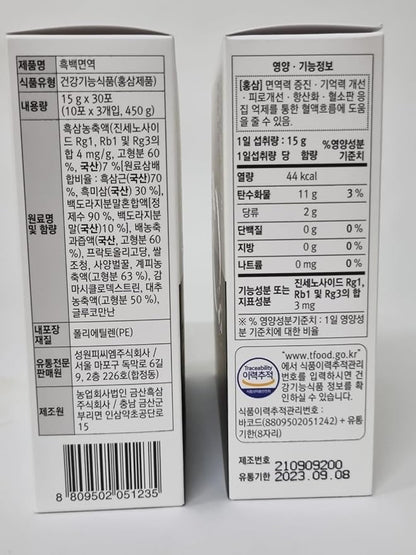 제품명 흑백면역
식품유형 건강기능식품(홍삼제품)
내용량 15 g x 30포
(10포 x 3개입, 450 g)
원료명
및 함량
흑삼농축액(진세노사이드
Rg1, Rb1 및 Rg3의
합 4 mg/g, 고형분 60
%, 국산)7 %[원료삼배
합비율 : 흑삼근(국산)70
%, 흑미삼(국산) 30 %],
백도라지분말혼합액[정
제수 90 %, 백도라지분
말(국산)10 %], 배농축
과즙액(국산, 고형분 60
%), 프락토올리고당, 쌀
조청, 사양벌꿀, 계피농
축액(고형분 63 %), 감
마시클로덱스트린, 대추
농축액(고형분 50 %),
글루코만난
내포장
재질
폴리에틸렌(PE)
유통전문
판매원
성원피씨엠주식회사 /
서울 마포구 독막로 6길
9, 2층 226호(합정동)
제조원
농업회사법인 금산흑삼
주식회사 / 충남 금산군
부리면 인삼약초공단로
15
8 809502 051235
영양 · 기능정보
[홍삼] 면역력 증진 · 기억력 개선
· 피로개선 · 항산화 · 혈소판 응
집 억제를 통한 혈액흐름에 도움
을 줄 수 있음.
1일 섭취량 : 15 g
1일섭취량 당 함량 %영양성분
기준치
열량 44 kcal
탄수화물 11 g 3 %
당류 2 g
단백질 0 g 0 %
지방 0 g 0 %
나트륨 0 mg 0 %
기능성분 또는
지표성분
진세노사이드 Rg1,
Rb1 및 Rg3의 합
3 mg
※ % 영양성분기준치 : 1일 영양성
분 기준치에 대한 비율
Traceability
이력추적
"www.tfood.go.kr"
에서 식품이력추적관리
번호를 입력하시면 건
강기능식품 정보를 확
인하실 수 있습니다.
식품이력추적관리번호 :
바코드(8809502051242) + 유통
기한(8자리)
제조번호 210909200
유통기한 2023.09.08